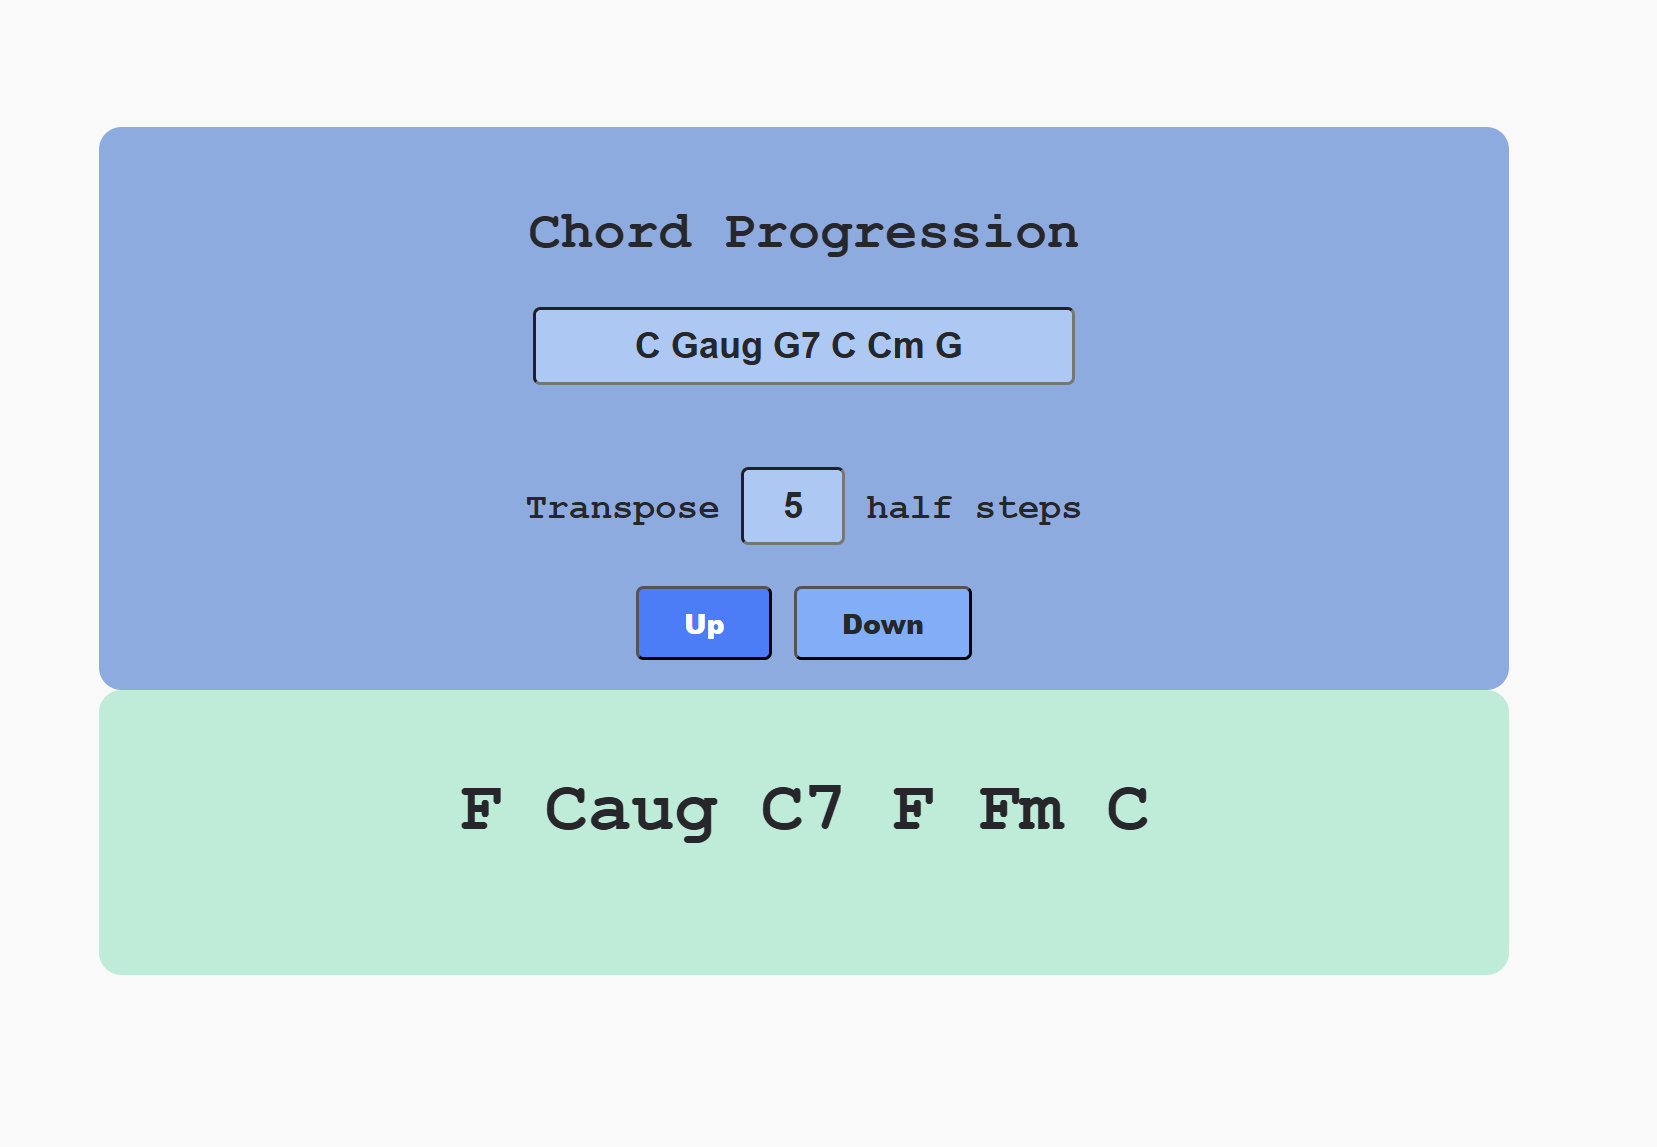 Chord Progression
C Gaug G7 C Cm G
Transpose 5 half steps
Up Down
F Caug C7 F Fm C